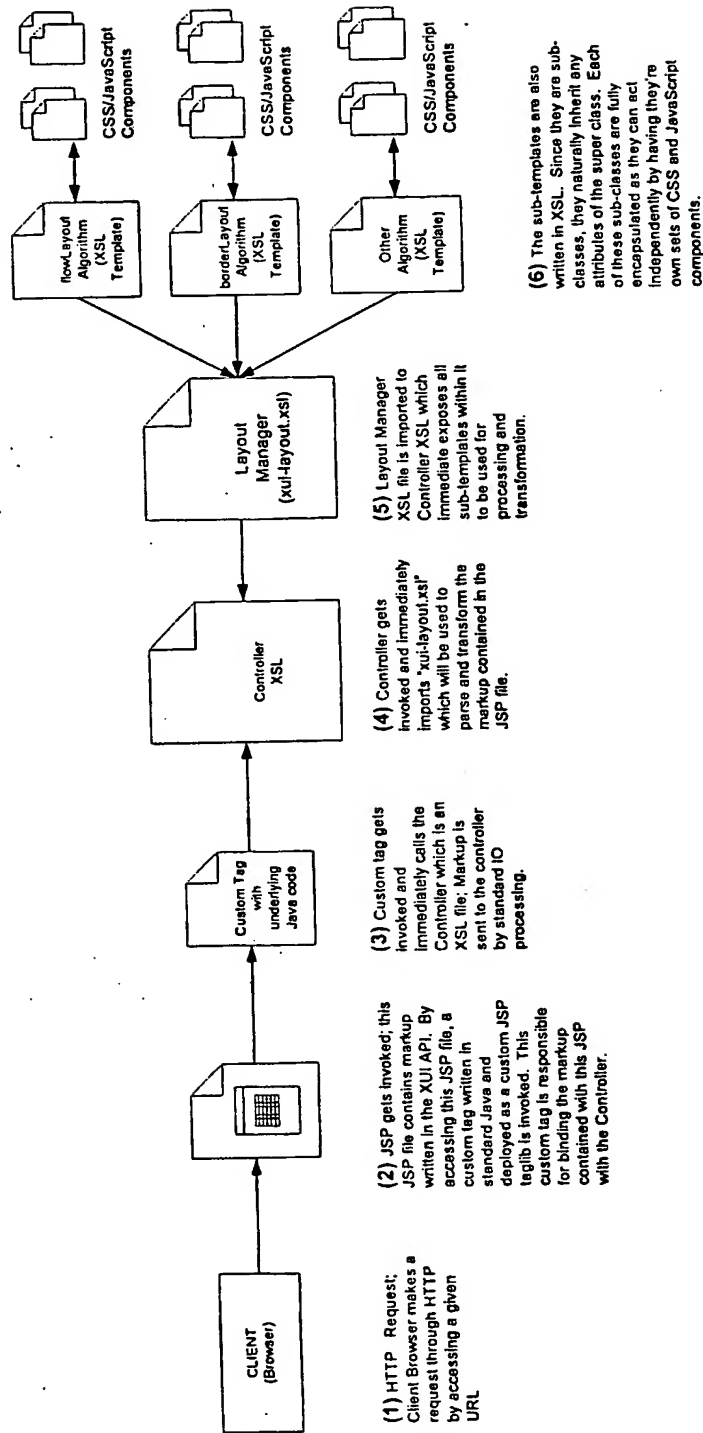 CLIENT
(Browser)
(1) HTTP Request;
Client Browser makes a
request through HTTP
by accessing a given
URL
(2) JSP gets invoked; this
JSP file contains markup
written in the XUI API. By
accessing this JSP file, a
custom tag written in
standard Java and
deployed as a custom JSP
taglib is invoked. This
custom tag is responsible
for binding the markup
contained with this JSP
with the Controller.
Custom Tag
with
underlying
Java code
(3) Custom tag gets
invoked and
immediately calls the
Controller which is an
XSL file; Markup is
sent to the controller
by standard IO
processing.
Controller
XSL
(4) Controller gets
invoked and immediately
imports "xui-layout.xsl"
which will be used to
parse and transform the
markup contained in the
JSP file.
Layout
Manager
(xui-layout.xsl)
(5) Layout Manager
XSL file is imported to
Controller XSL which
immediate exposes all
sub-templates within it
to be used for
processing and
transformation.
flowLayout
Algorithm
(XSL
Template)
CSS/JavaScript
Components
borderLayout
Algorithm
(XSL
Template)
CSS/JavaScript
Components
Other
Algorithm
(XSL
Template)
CSS/JavaScript
Components
(6) The sub-templates are also
written in XSL. Since they are sub-
classes, they naturally inherit any
attributes of the super class. Each
of these sub-classes are fully
encapsulated as they can act
independently by having they're
own sets of CSS and JavaScript
components.